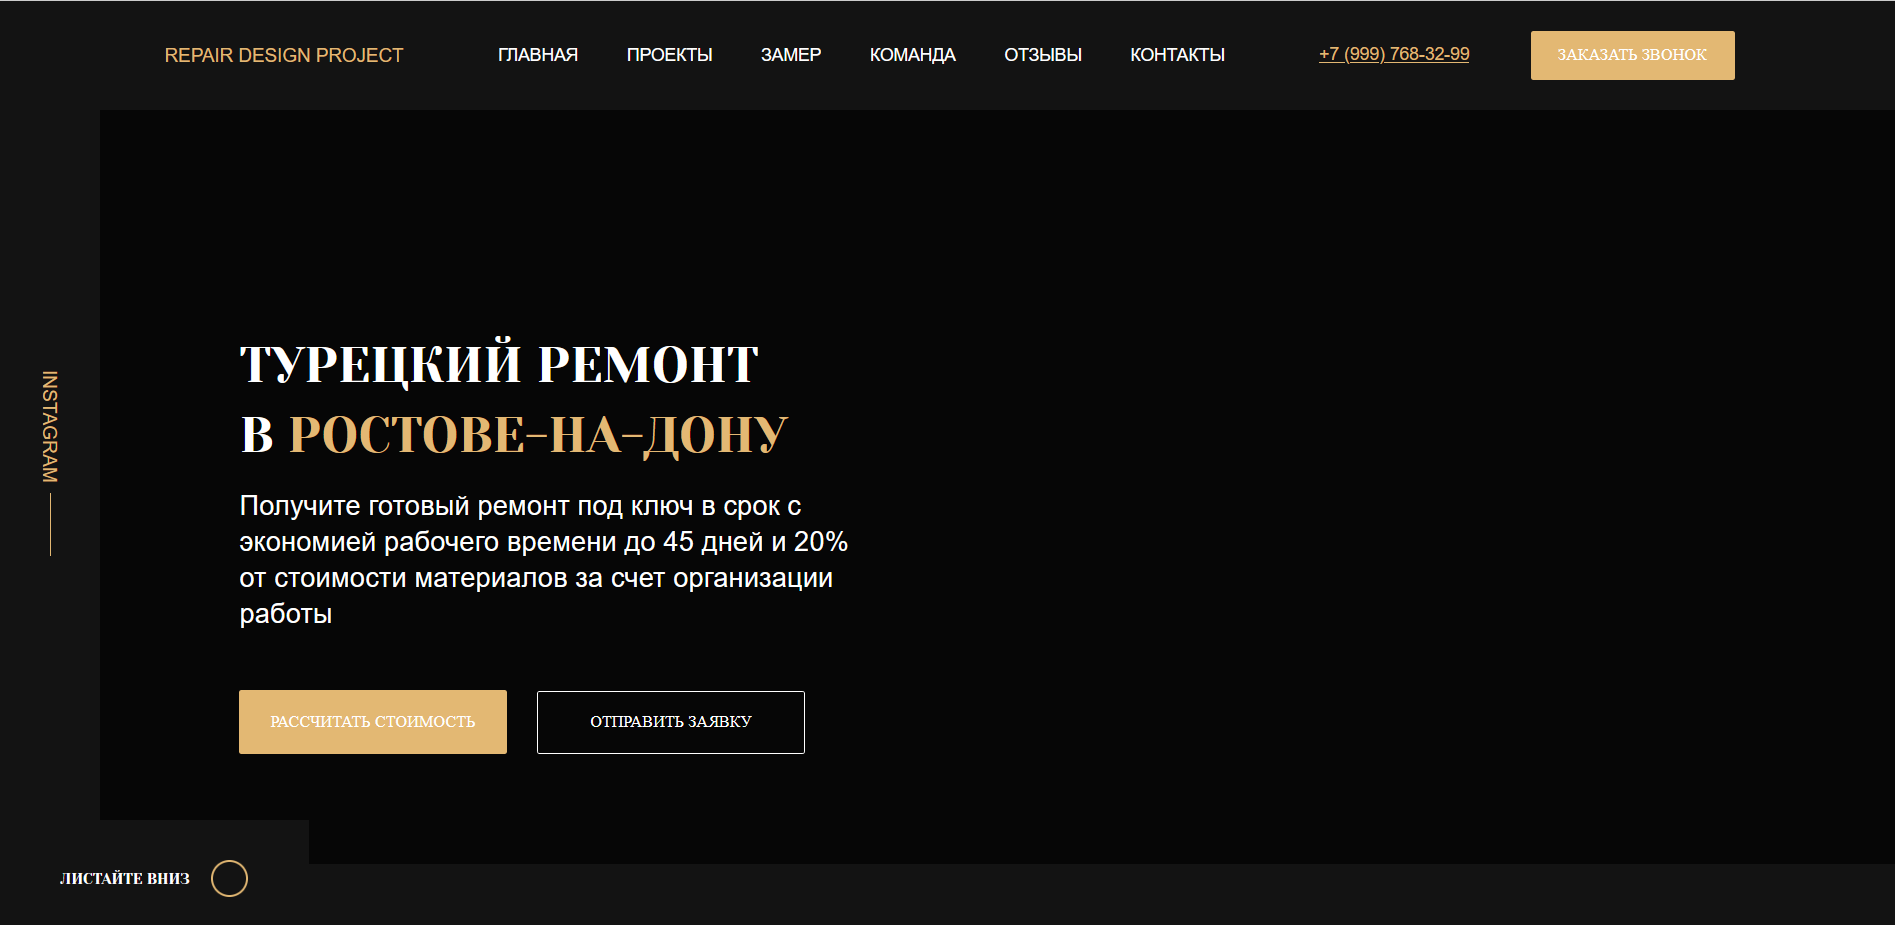 REPAIR DESIGN PROJECT
ГЛАВНАЯ
ПРОЕКТЫ
ЗАМЕР
КОМАНДА
ОТЗЫВЫ
КОНТАКТЫ
+7 (999) 768-32-99
ЗАКАЗАТЬ ЗВОНОК
INSTAGRAM
ТУРЕЦКИЙ РЕМОНТ
В РОСТОВЕ-НА-ДОНУ
Получите готовый ремонт под ключ в срок с
экономией рабочего времени до 45 дней и 20%
от стоимости материалов за счет организации
работы
РАССЧИТАТЬ СТОИМОСТЬ
ОТПРАВИТЬ ЗАЯВКУ
ЛИСТАЙТЕ ВНИЗ